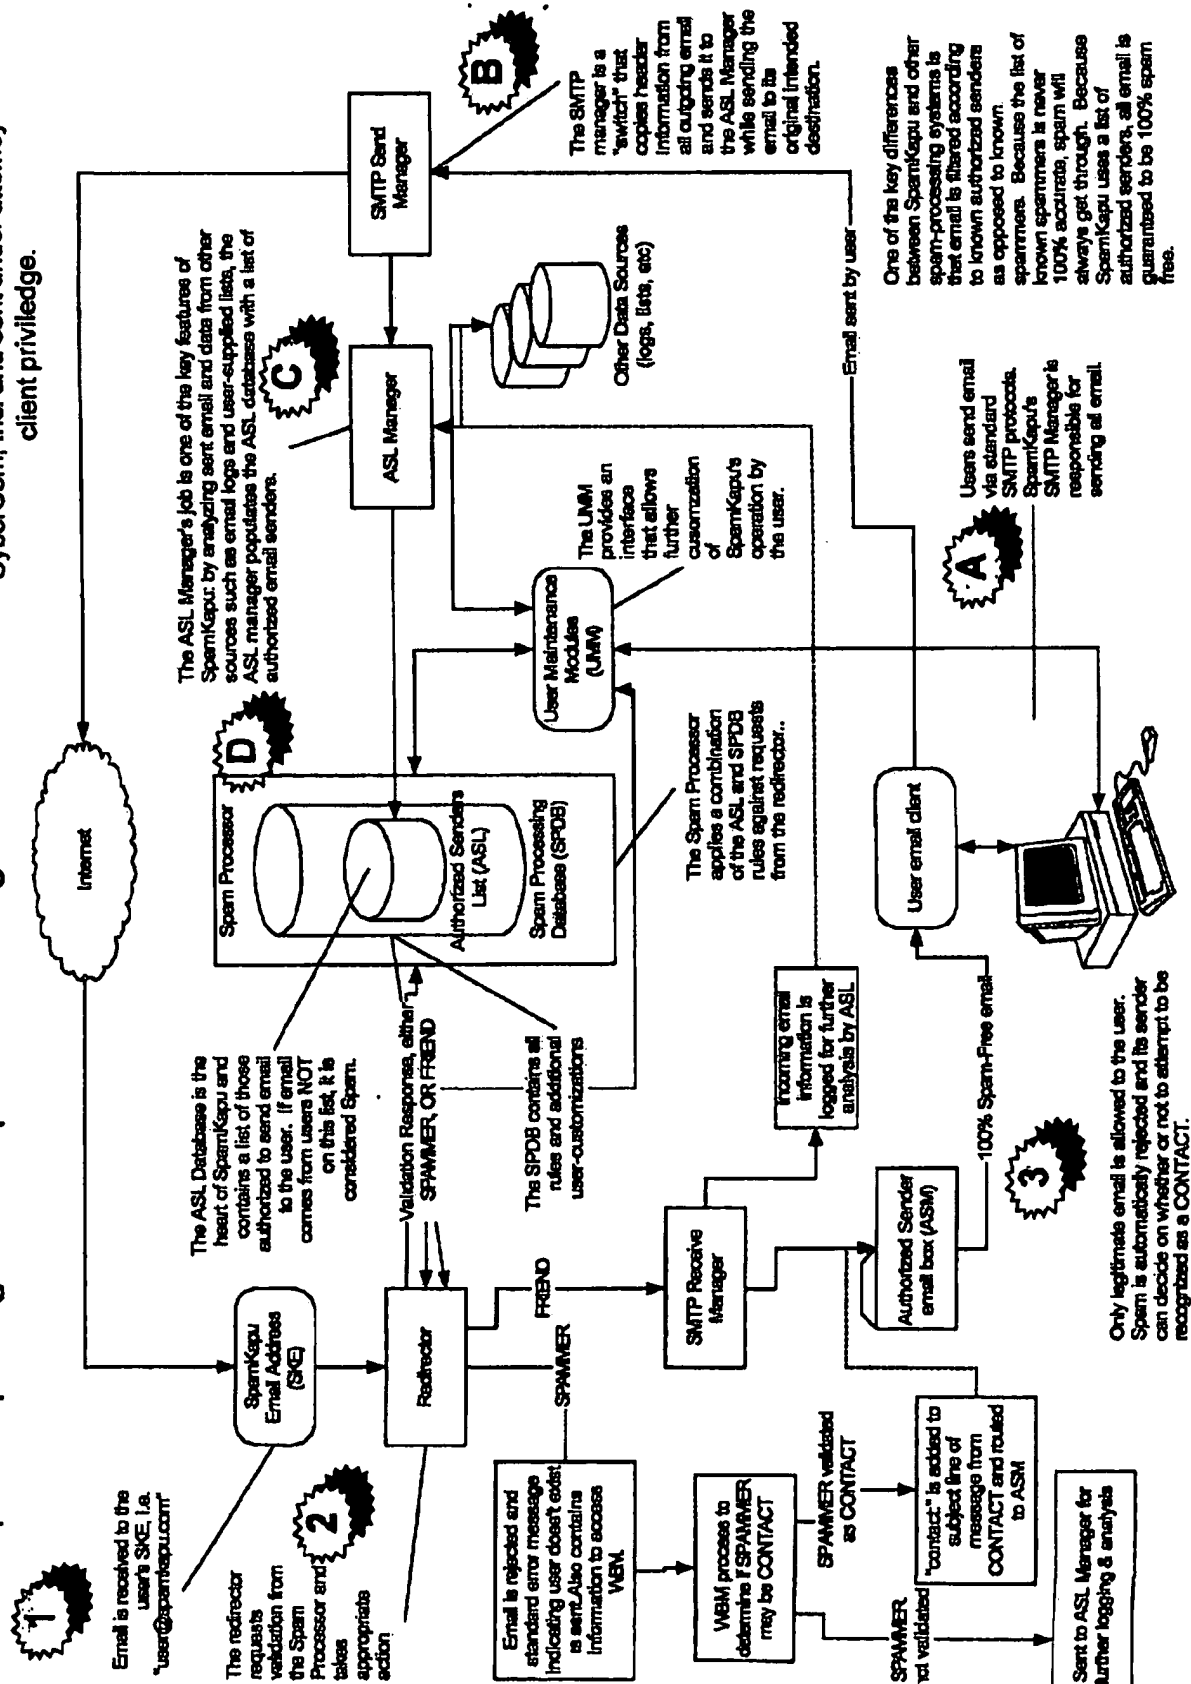 client priviledge.
Internet
1
Email is received to the
user's SKE, i.e.
"user@spamkapu.com"
SpamKapu
Email Address
(SKE)
2
The redirector
requests
validation from
the Spam
Processor and
takes
appropriate
action
Redirector
Validation Response, either
SPAMMER, OR FRIEND
The ASL Database is the
heart of SpamKapu and
contains a list of those
authorized to send email
to the user. If email
comes from users NOT
on this list, it is
considered Spam.
The SPDB contains all
rules and additional
user-customizations
Spam Processor
Authorized Senders
List (ASL)
Spam Processing
Database (SPDB)
D
The Spam Processor
applies a combination
of the ASL and SPDB
rules against requests
from the redirector..
The ASL Manager's job is one of the key features of
SpamKapu: by analyzing sent email and data from other
sources such as email logs and user-supplied lists, the
ASL manager populates the ASL database with a list of
authorized email senders.
C
ASL Manager
SMTP Send
Manager
B
The SMTP
manager is a
"switch" that
copies header
information from
all outgoing email
and sends it to
the ASL Manager
while sending the
email to its
original intended
destination.
Other Data Sources
(logs, lists, etc)
User Maintenance
Modules
(UMM)
The UMM
provides an
interface
that allows
further
cusomzation
of
SpamKapu's
operation by
the user.
FRIEND
SPAMMER
SMTP Receive
Manager
Incoming email
information is
logged for further
analysis by ASL
Email is rejected and
standard error message
indicating user doesn't exist
is sent.Also contains
information to access
WBM.
WBM process to
determine if SPAMMER
may be CONTACT
SPAMMER validated
as CONTACT
SPAMMER
not validated
"contact:" is added to
subject line of
message from
CONTACT and routed
to ASM
Sent to ASL Manager for
further logging & analysis
Authorized Sender
email box (ASM)
100% Spam-Free email
3
Only legitimate email is allowed to the user.
Spam is automatically rejected and its sender
can decide on whether or not to attempt to be
recognized as a CONTACT.
User email client
Email sent by user
A
Users send email
via standard
SMTP protocols.
SpamKapu's
SMTP Manager is
responsible for
sending all email.
One of the key differences
between SpamKapu and other
spam-processing systems is
that email is filtered according
to known authorized senders
as opposed to known
spammers. Because the list of
known spammers is never
100% accurate, spam will
always get through. Because
SpamKapu uses a list of
authorized senders, all email is
guaranteed to be 100% spam
free.